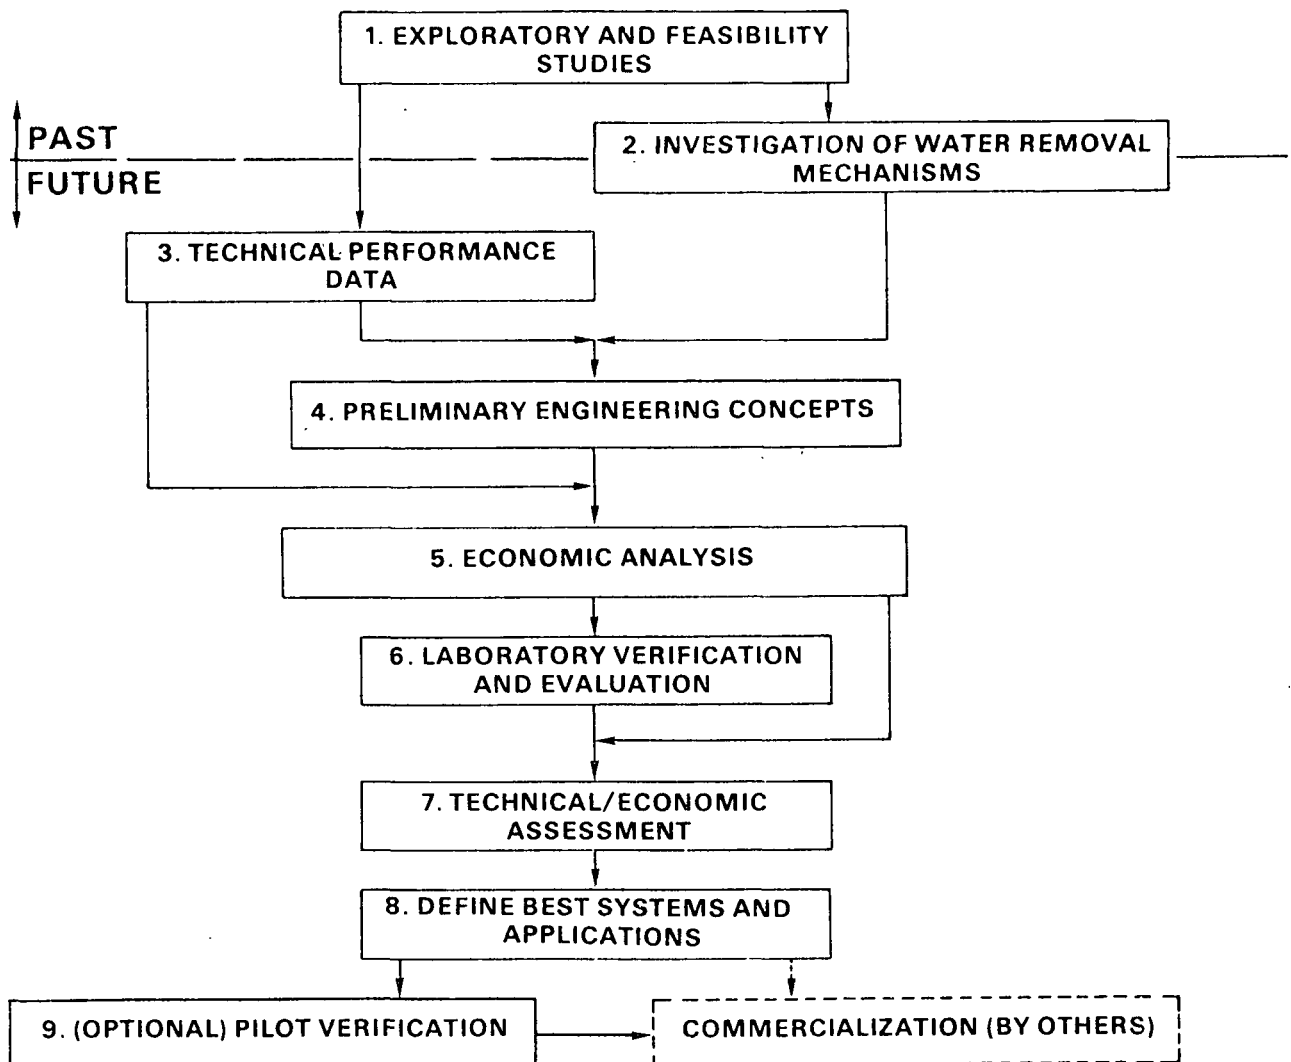 1. EXPLORATORY AND FEASIBILITY
STUDIES
PAST
FUTURE
2. INVESTIGATION OF WATER REMOVAL
MECHANISMS
3. TECHNICAL PERFORMANCE
DATA
4. PRELIMINARY ENGINEERING CONCEPTS
5. ECONOMIC ANALYSIS
6. LABORATORY VERIFICATION
AND EVALUATION
7. TECHNICAL/ECONOMIC
ASSESSMENT
8. DEFINE BEST SYSTEMS AND
APPLICATIONS
9. (OPTIONAL) PILOT VERIFICATION
COMMERCIALIZATION (BY OTHERS)